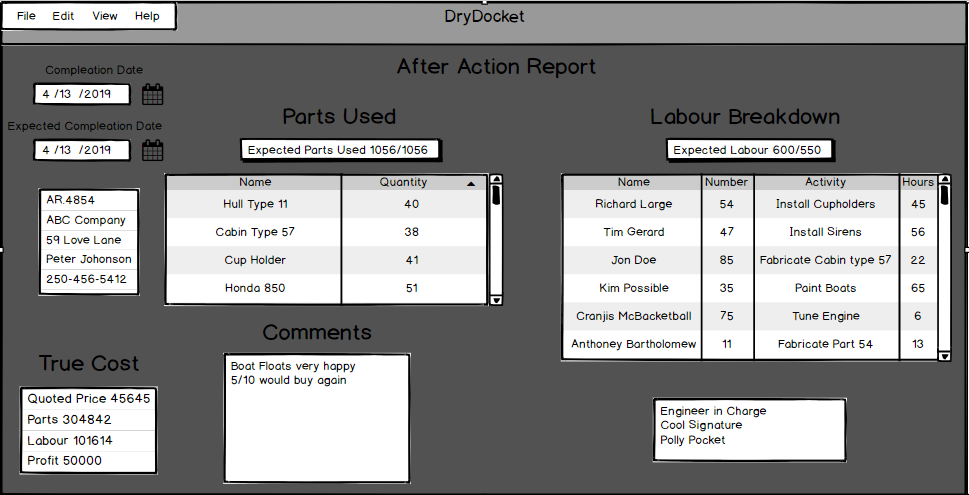 File Edit View Help
DryDocket
After Action Report
Compleation Date
4 /13 /2019
Expected Compleation Date
4 /13 /2019
AR.4854
ABC Company
59 Love Lane
Peter Johonson
250-456-5412
Parts Used
Expected Parts Used 1056/1056
Name Quantity
Hull Type 11 40
Cabin Type 57 38
Cup Holder 41
Honda 850 51
Labour Breakdown
Expected Labour 600/550
Name Number Activity Hours
Richard Large 54 Install Cupholders 45
Tim Gerard 47 Install Sirens 56
Jon Doe 85 Fabricate Cabin type 57 22
Kim Possible 35 Paint Boats 65
Cranjis McBacketball 75 Tune Engine 6
Anthoney Bartholomew 11 Fabricate Part 54 13
True Cost
Quoted Price 45645
Parts 304842
Labour 101614
Profit 50000
Comments
Boat Floats very happy
5/10 would buy again
Engineer in Charge
Cool Signature
Polly Pocket